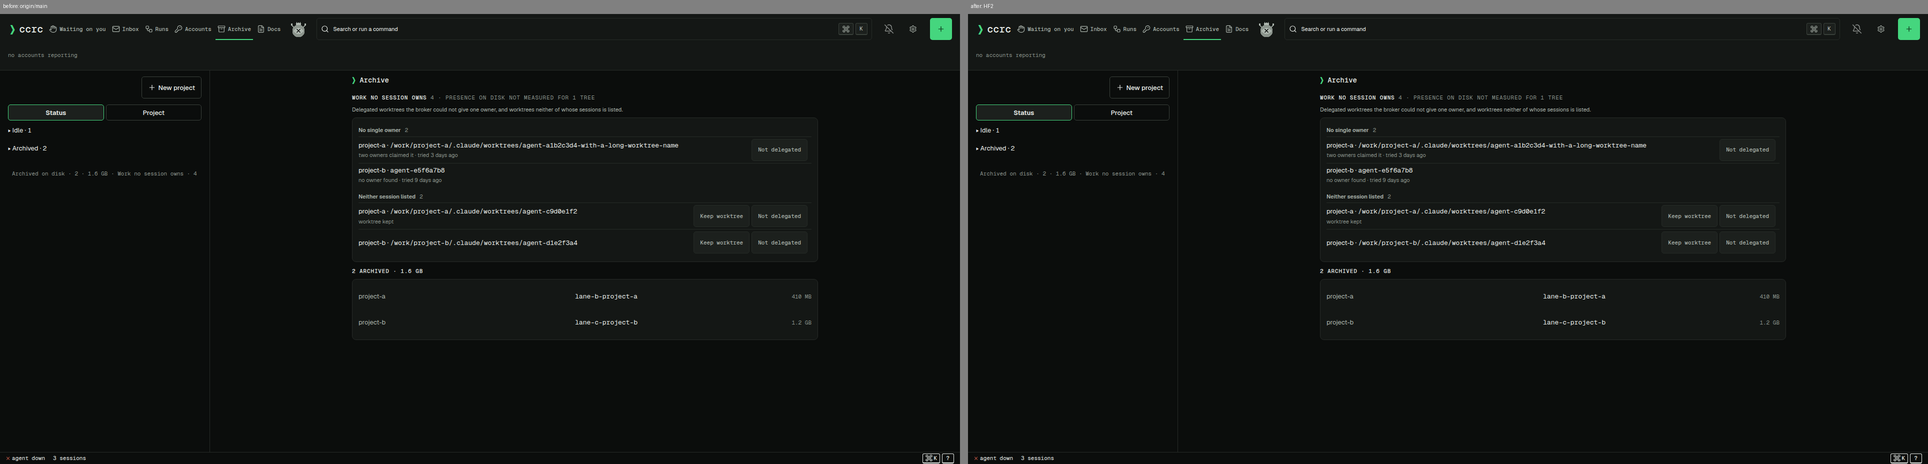 before: origin/main
CCIC Waiting on you Inbox Runs Accounts Archive Docs Search or run a command ⌘ K +
no accounts reporting
+ New project
Status Project
▸ Idle · 1
▸ Archived · 2
Archived on disk · 2 · 1.6 GB · Work no session owns · 4
❯ Archive
WORK NO SESSION OWNS 4 · PRESENCE ON DISK NOT MEASURED FOR 1 TREE
Delegated worktrees the broker could not give one owner, and worktrees neither of whose sessions is listed.
No single owner 2
project-a · /work/project-a/.claude/worktrees/agent-a1b2c3d4-with-a-long-worktree-name Not delegated
two owners claimed it · tried 3 days ago
project-b · agent-e5f6a7b8
no owner found · tried 9 days ago
Neither session listed 2
project-a · /work/project-a/.claude/worktrees/agent-c9d0e1f2 Keep worktree Not delegated
worktree kept
project-b · /work/project-b/.claude/worktrees/agent-d1e2f3a4 Keep worktree Not delegated
2 ARCHIVED · 1.6 GB
project-a lane-b-project-a 410 MB
project-b lane-c-project-b 1.2 GB
× agent down 3 sessions ⌘K ?
after: HF2
CCIC Waiting on you Inbox Runs Accounts Archive Docs Search or run a command ⌘ K +
no accounts reporting
+ New project
Status Project
▸ Idle · 1
▸ Archived · 2
Archived on disk · 2 · 1.6 GB · Work no session owns · 4
❯ Archive
WORK NO SESSION OWNS 4 · PRESENCE ON DISK NOT MEASURED FOR 1 TREE
Delegated worktrees the broker could not give one owner, and worktrees neither of whose sessions is listed.
No single owner 2
project-a · /work/project-a/.claude/worktrees/agent-a1b2c3d4-with-a-long-worktree-name Not delegated
two owners claimed it · tried 3 days ago
project-b · agent-e5f6a7b8
no owner found · tried 9 days ago
Neither session listed 2
project-a · /work/project-a/.claude/worktrees/agent-c9d0e1f2 Keep worktree Not delegated
worktree kept
project-b · /work/project-b/.claude/worktrees/agent-d1e2f3a4 Keep worktree Not delegated
2 ARCHIVED · 1.6 GB
project-a lane-b-project-a 410 MB
project-b lane-c-project-b 1.2 GB
× agent down 3 sessions ⌘K ?